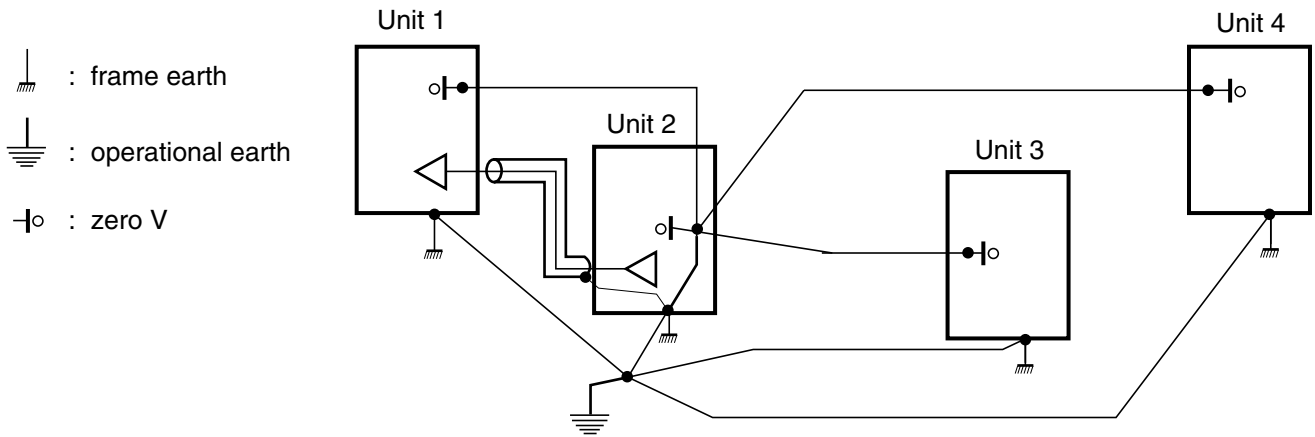 Unit 1
Unit 4
: frame earth
Unit 2
: operational earth
Unit 3
: zero V